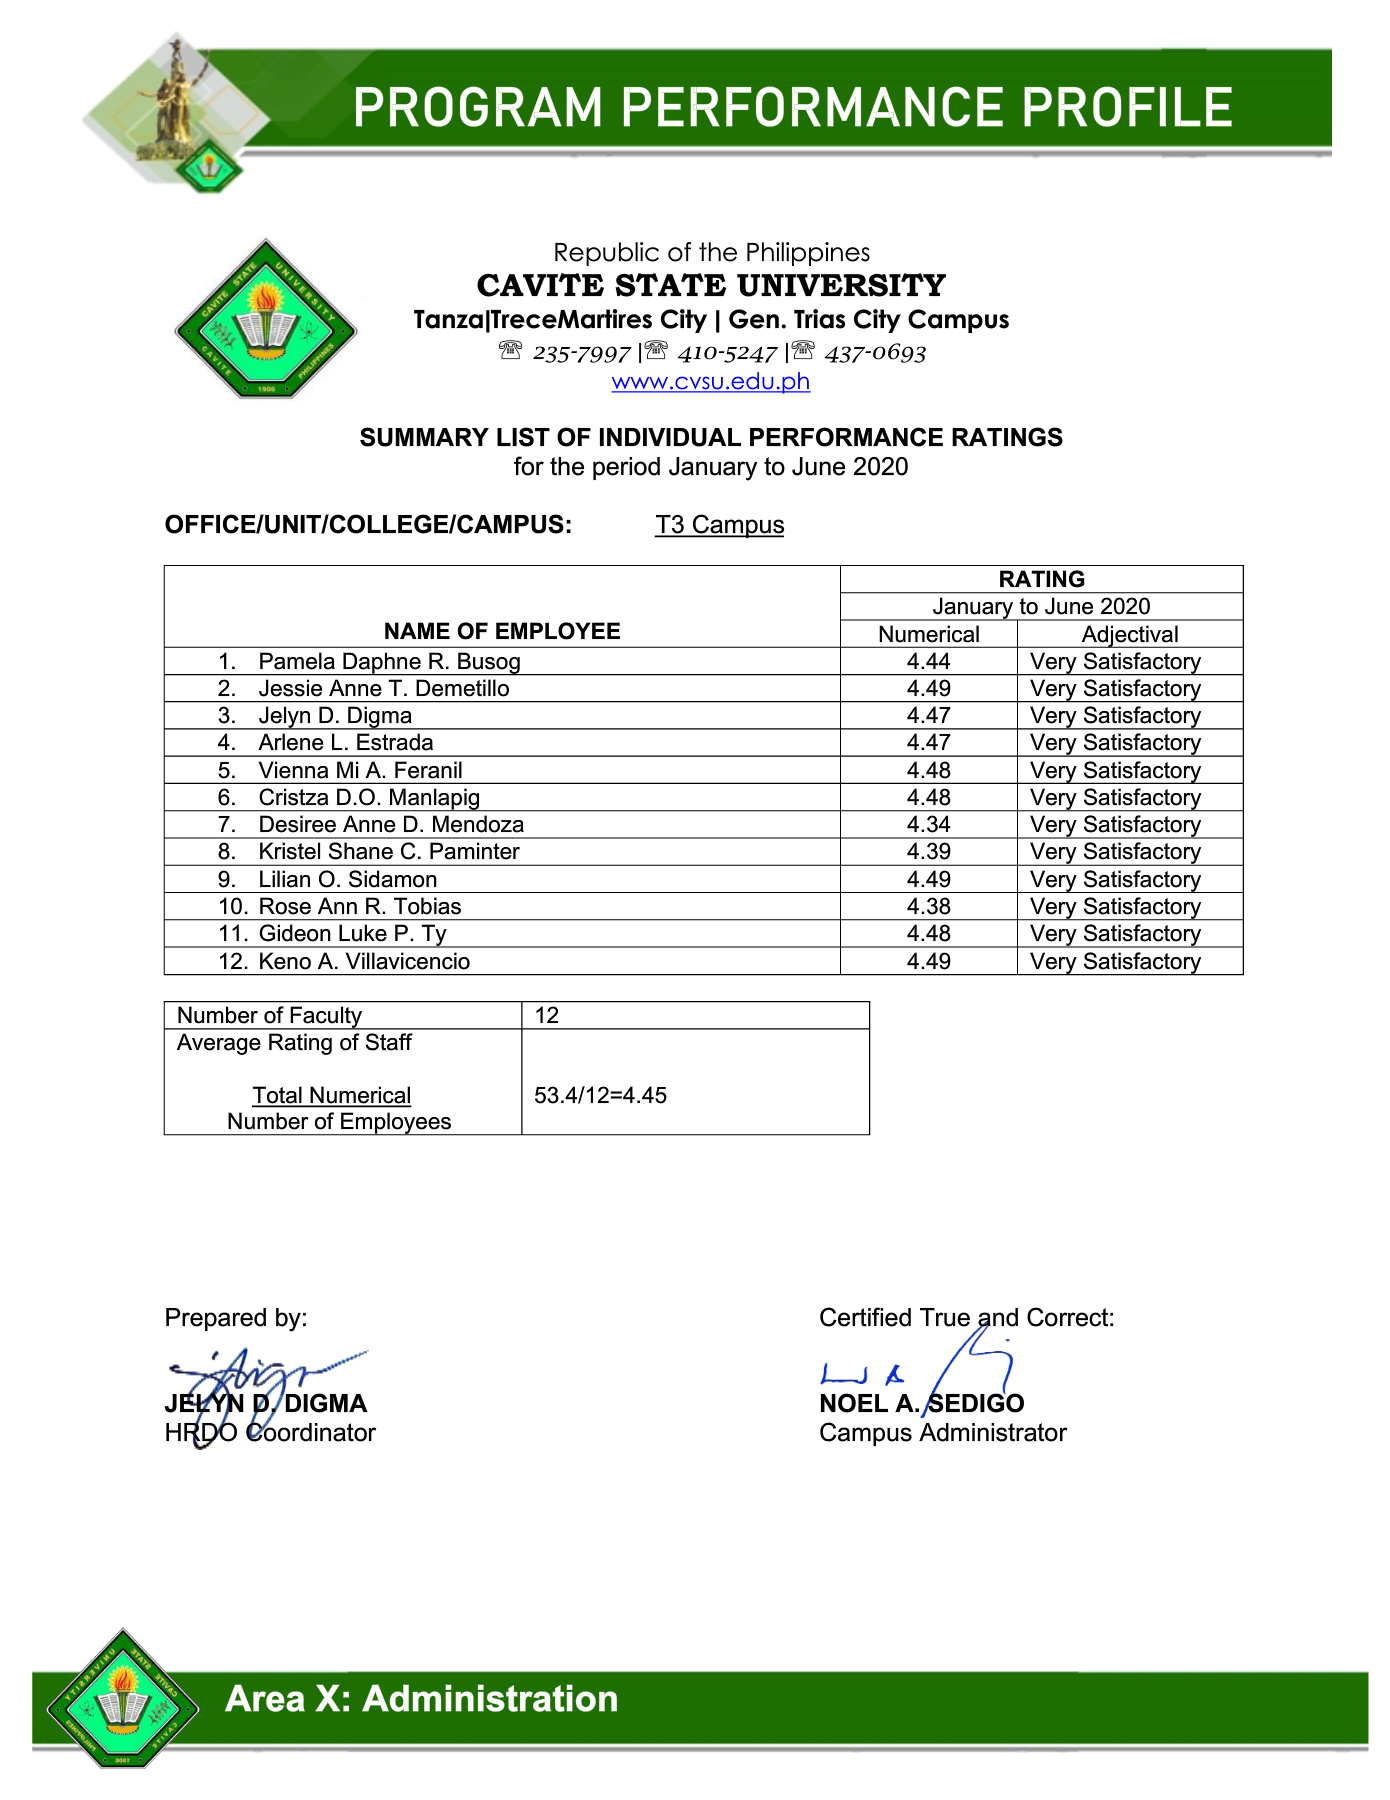 PROGRAM PERFORMANCE PROFILE
Republic of the Philippines
CAVITE STATE UNIVERSITY
Tanza|TreceMartires City | Gen. Trias City Campus
☏ 235-7997 |☏ 410-5247 |☏ 437-0693
www.cvsu.edu.ph
CAVITE STATE UNIVERSITY
CAVITE PHILIPPINES
1906
SUMMARY LIST OF INDIVIDUAL PERFORMANCE RATINGS
for the period January to June 2020
OFFICE/UNIT/COLLEGE/CAMPUS: T3 Campus
RATING
January to June 2020
NAME OF EMPLOYEE
Numerical Adjectival
1. Pamela Daphne R. Busog 4.44 Very Satisfactory
2. Jessie Anne T. Demetillo 4.49 Very Satisfactory
3. Jelyn D. Digma 4.47 Very Satisfactory
4. Arlene L. Estrada 4.47 Very Satisfactory
5. Vienna Mi A. Feranil 4.48 Very Satisfactory
6. Cristza D.O. Manlapig 4.48 Very Satisfactory
7. Desiree Anne D. Mendoza 4.34 Very Satisfactory
8. Kristel Shane C. Paminter 4.39 Very Satisfactory
9. Lilian O. Sidamon 4.49 Very Satisfactory
10. Rose Ann R. Tobias 4.38 Very Satisfactory
11. Gideon Luke P. Ty 4.48 Very Satisfactory
12. Keno A. Villavicencio 4.49 Very Satisfactory
Number of Faculty 12
Average Rating of Staff
Total Numerical 53.4/12=4.45
Number of Employees
Prepared by: Certified True and Correct:
JELYN D. DIGMA NOEL A. SEDIGO
HRDO Coordinator Campus Administrator
Area X: Administration